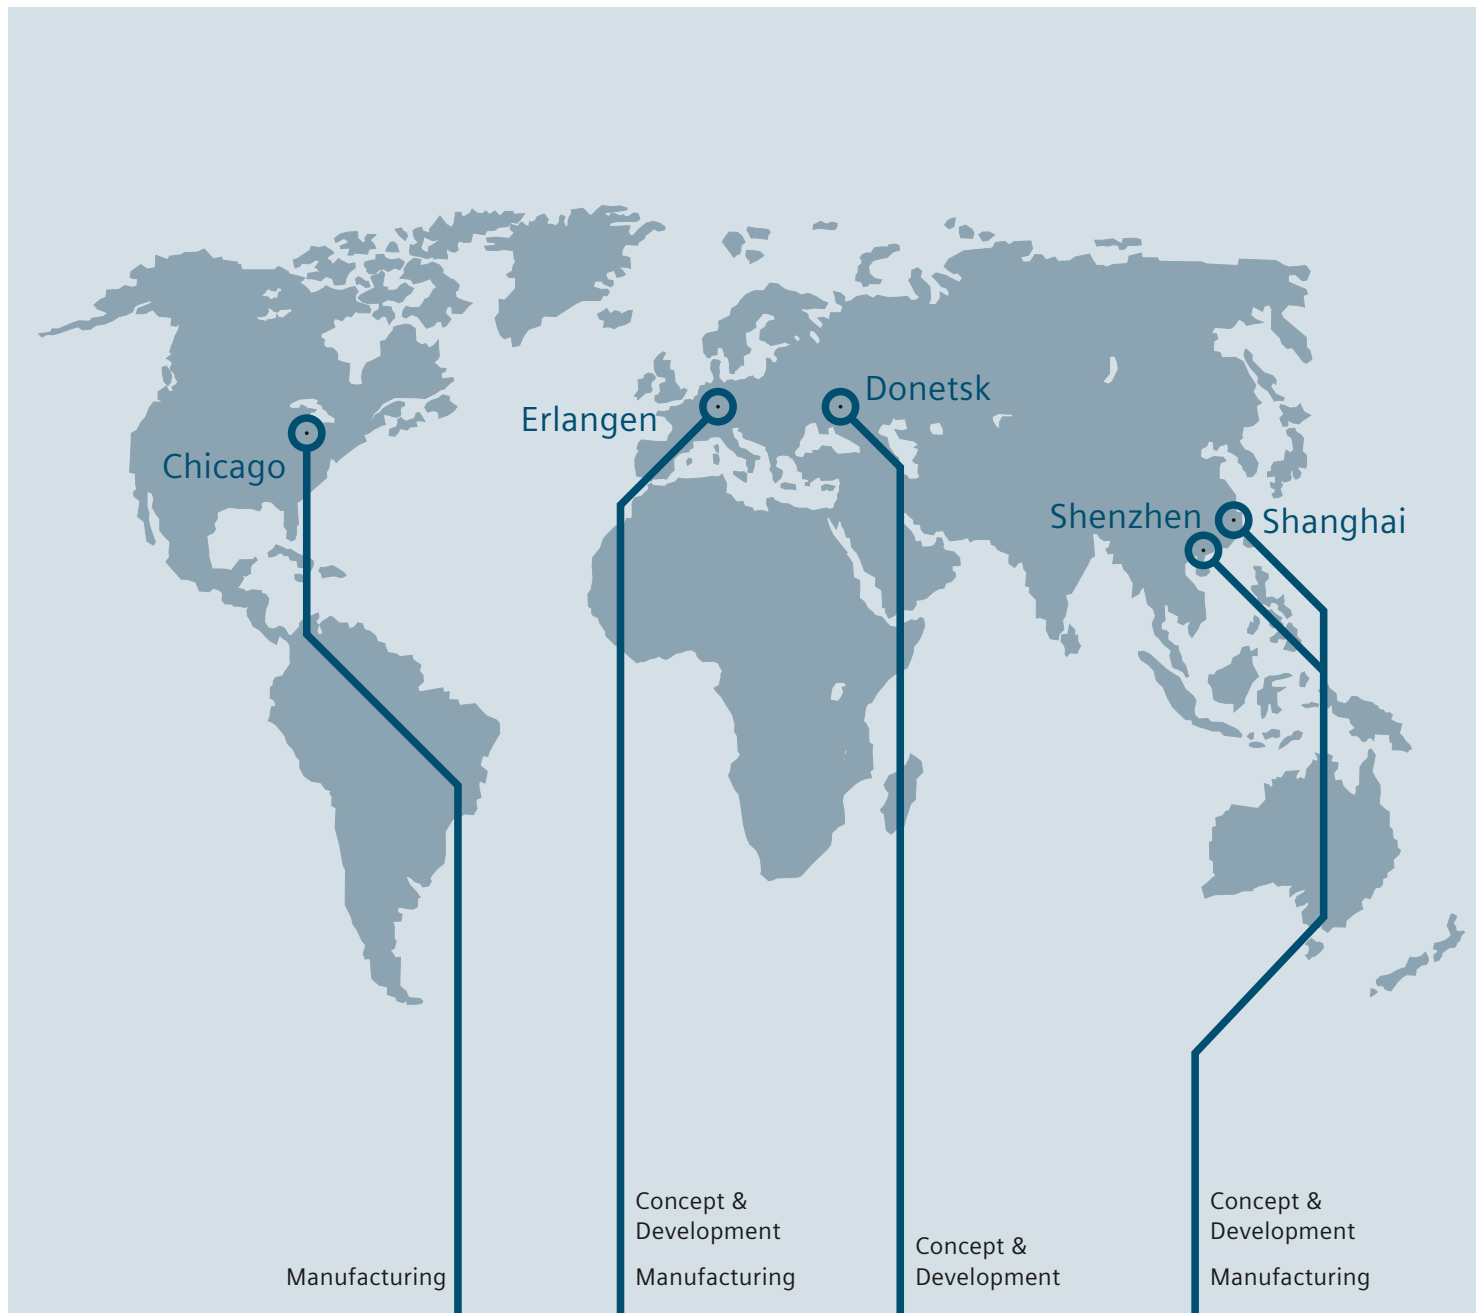 Donetsk
Erlangen
Chicago
Shenzhen
Shanghai
Manufacturing
Concept &
Development
Manufacturing
Concept &
Development
Concept &
Development
Manufacturing